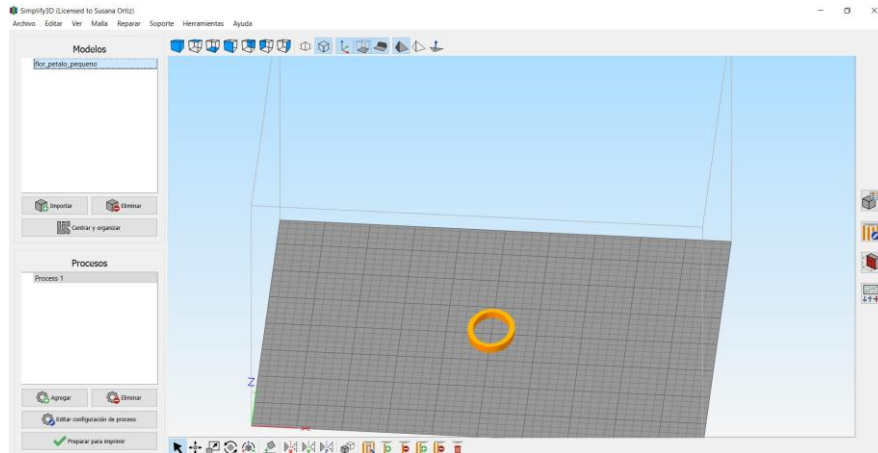 Simplify3D (Licensed to Susana Ortiz)
Archivo Editar Ver Malla Reparar Soporte Herramientas Ayuda
Modelos
flor_petalo_pequeno
Importar Eliminar
Centrar y organizar
Procesos
Process 1
Agregar Eliminar
Editar configuración de proceso
Preparar para imprimir
Z